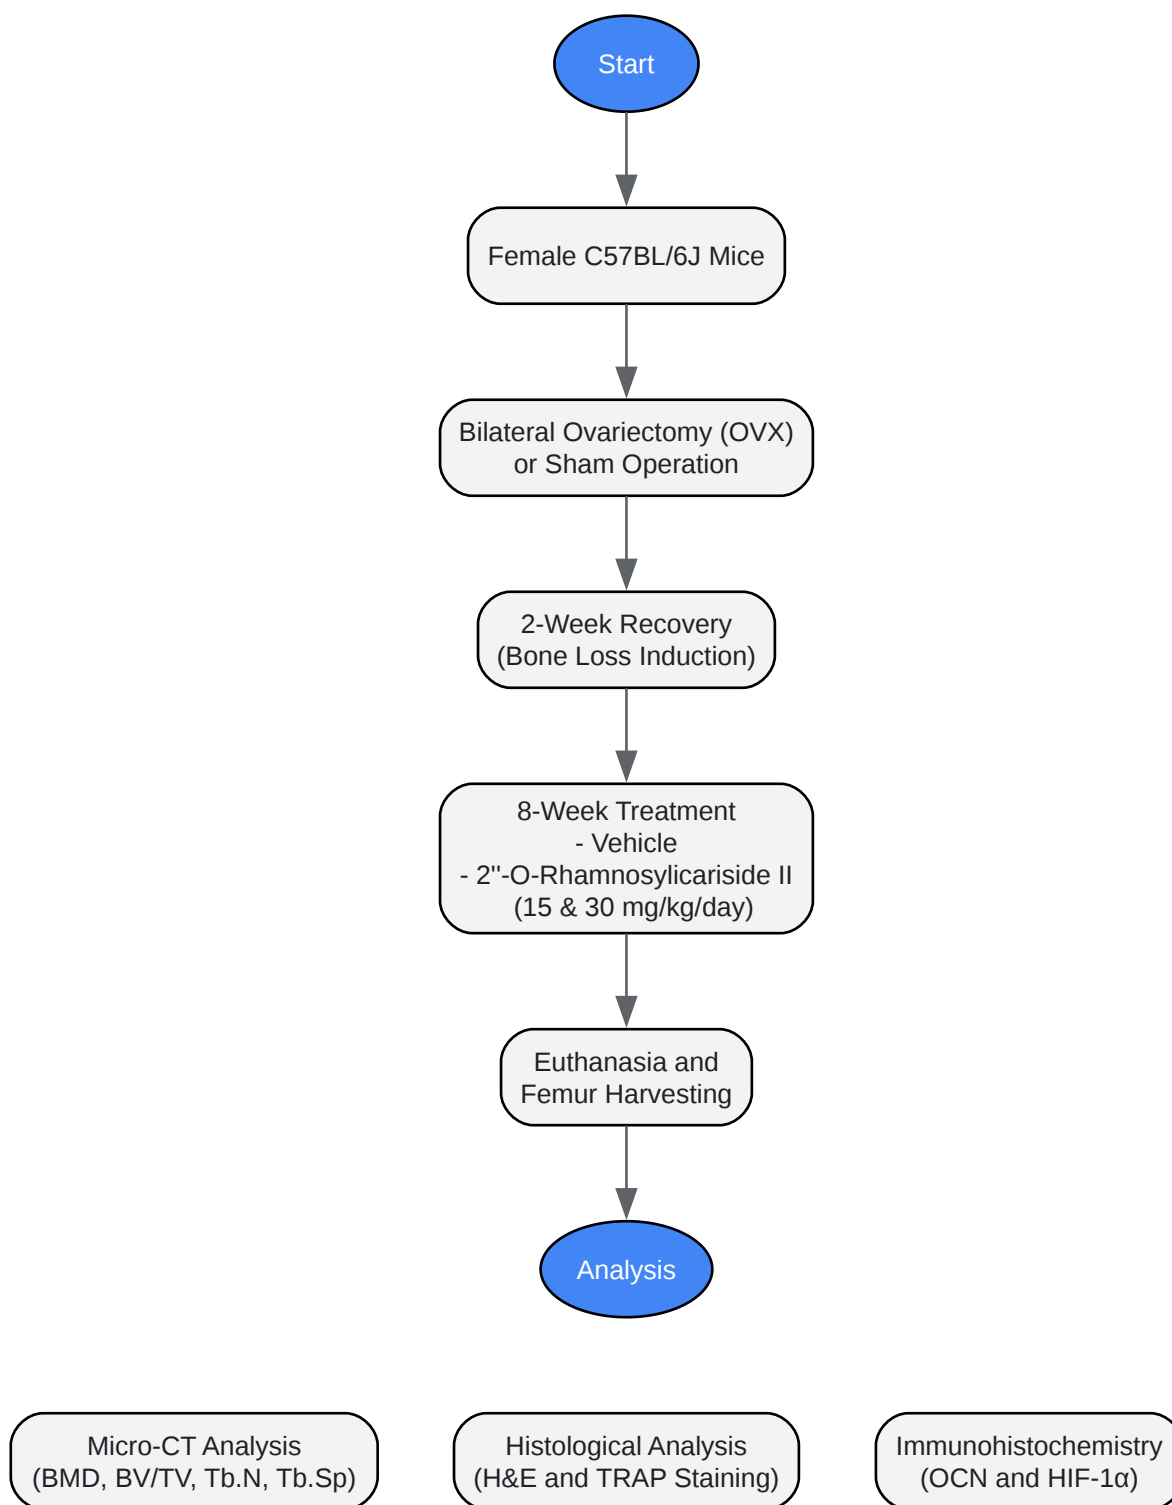 Start
Female C57BL/6J Mice
Bilateral Ovariectomy (OVX)
or Sham Operation
2-Week Recovery
(Bone Loss Induction)
8-Week Treatment
- Vehicle
- 2''-O-Rhamnosylicariside II
(15 & 30 mg/kg/day)
Euthanasia and
Femur Harvesting
Analysis
Micro-CT Analysis
(BMD, BV/TV, Tb.N, Tb.Sp)
Histological Analysis
(H&E and TRAP Staining)
Immunohistochemistry
(OCN and HIF-1α)